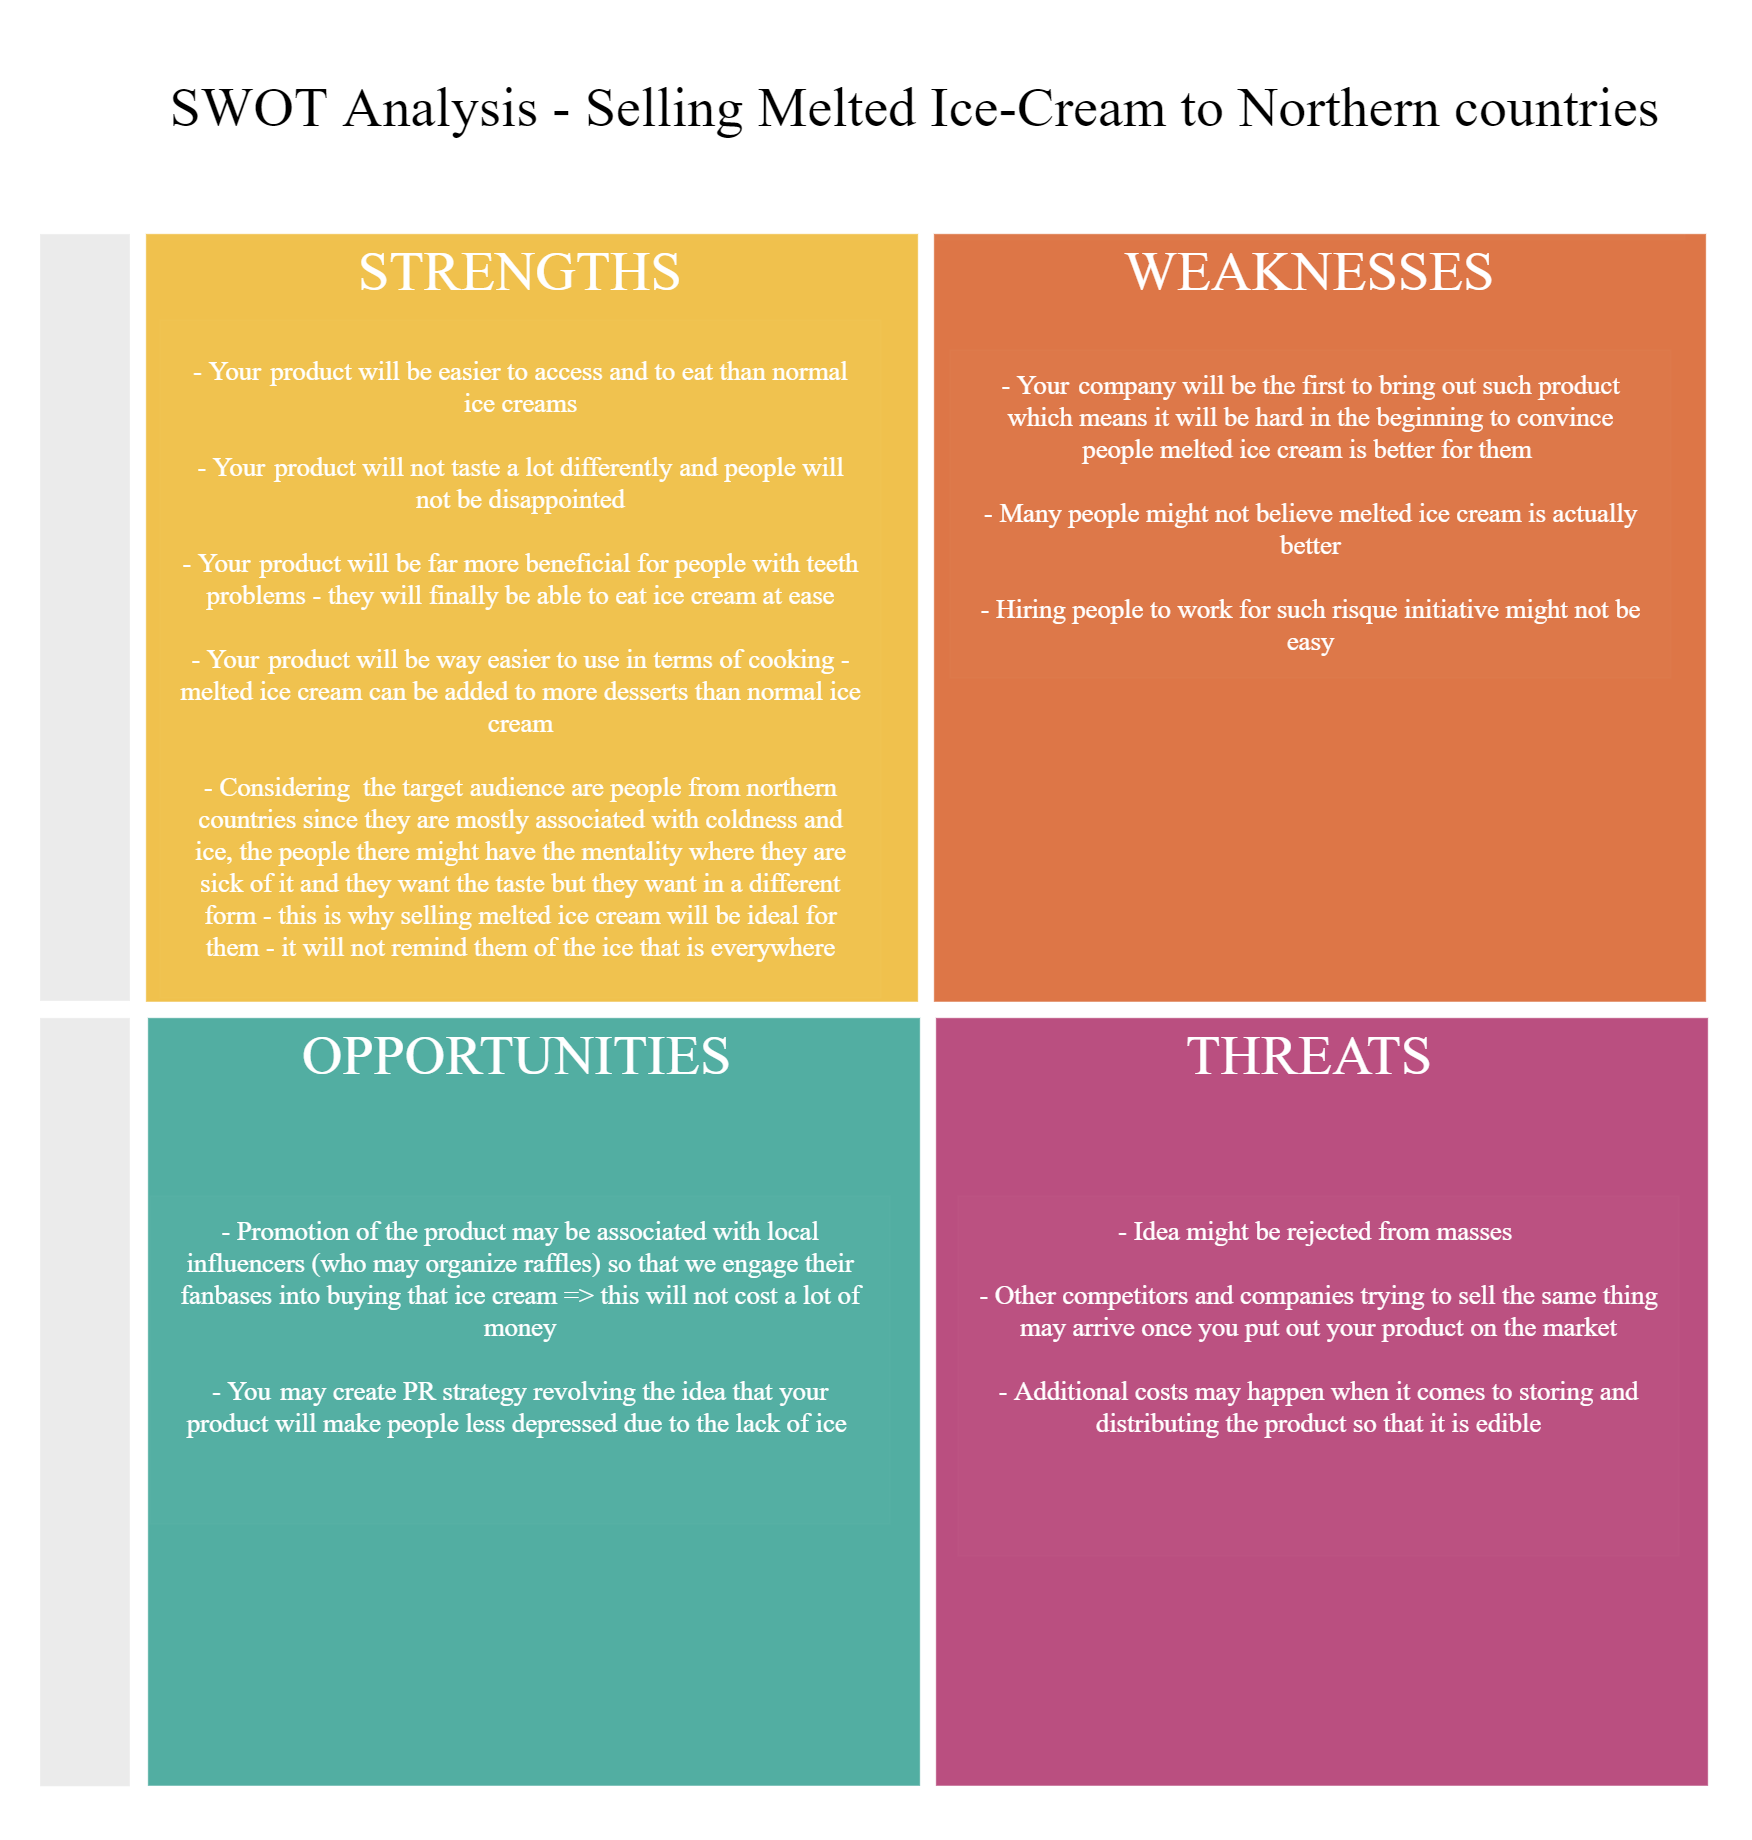 SWOT Analysis - Selling Melted Ice-Cream to Northern countries
STRENGTHS
- Your product will be easier to access and to eat than normal
ice creams
- Your product will not taste a lot differently and people will
not be disappointed
- Your product will be far more beneficial for people with teeth
problems - they will finally be able to eat ice cream at ease
- Your product will be way easier to use in terms of cooking -
melted ice cream can be added to more desserts than normal ice
cream
- Considering  the target audience are people from northern
countries since they are mostly associated with coldness and
ice, the people there might have the mentality where they are
sick of it and they want the taste but they want in a different
form - this is why selling melted ice cream will be ideal for
them - it will not remind them of the ice that is everywhere
WEAKNESSES
- Your company will be the first to bring out such product
which means it will be hard in the beginning to convince
people melted ice cream is better for them
- Many people might not believe melted ice cream is actually
better
- Hiring people to work for such risque initiative might not be
easy
OPPORTUNITIES
- Promotion of the product may be associated with local
influencers (who may organize raffles) so that we engage their
fanbases into buying that ice cream => this will not cost a lot of
money
- You may create PR strategy revolving the idea that your
product will make people less depressed due to the lack of ice
THREATS
- Idea might be rejected from masses
- Other competitors and companies trying to sell the same thing
may arrive once you put out your product on the market
- Additional costs may happen when it comes to storing and
distributing the product so that it is edible